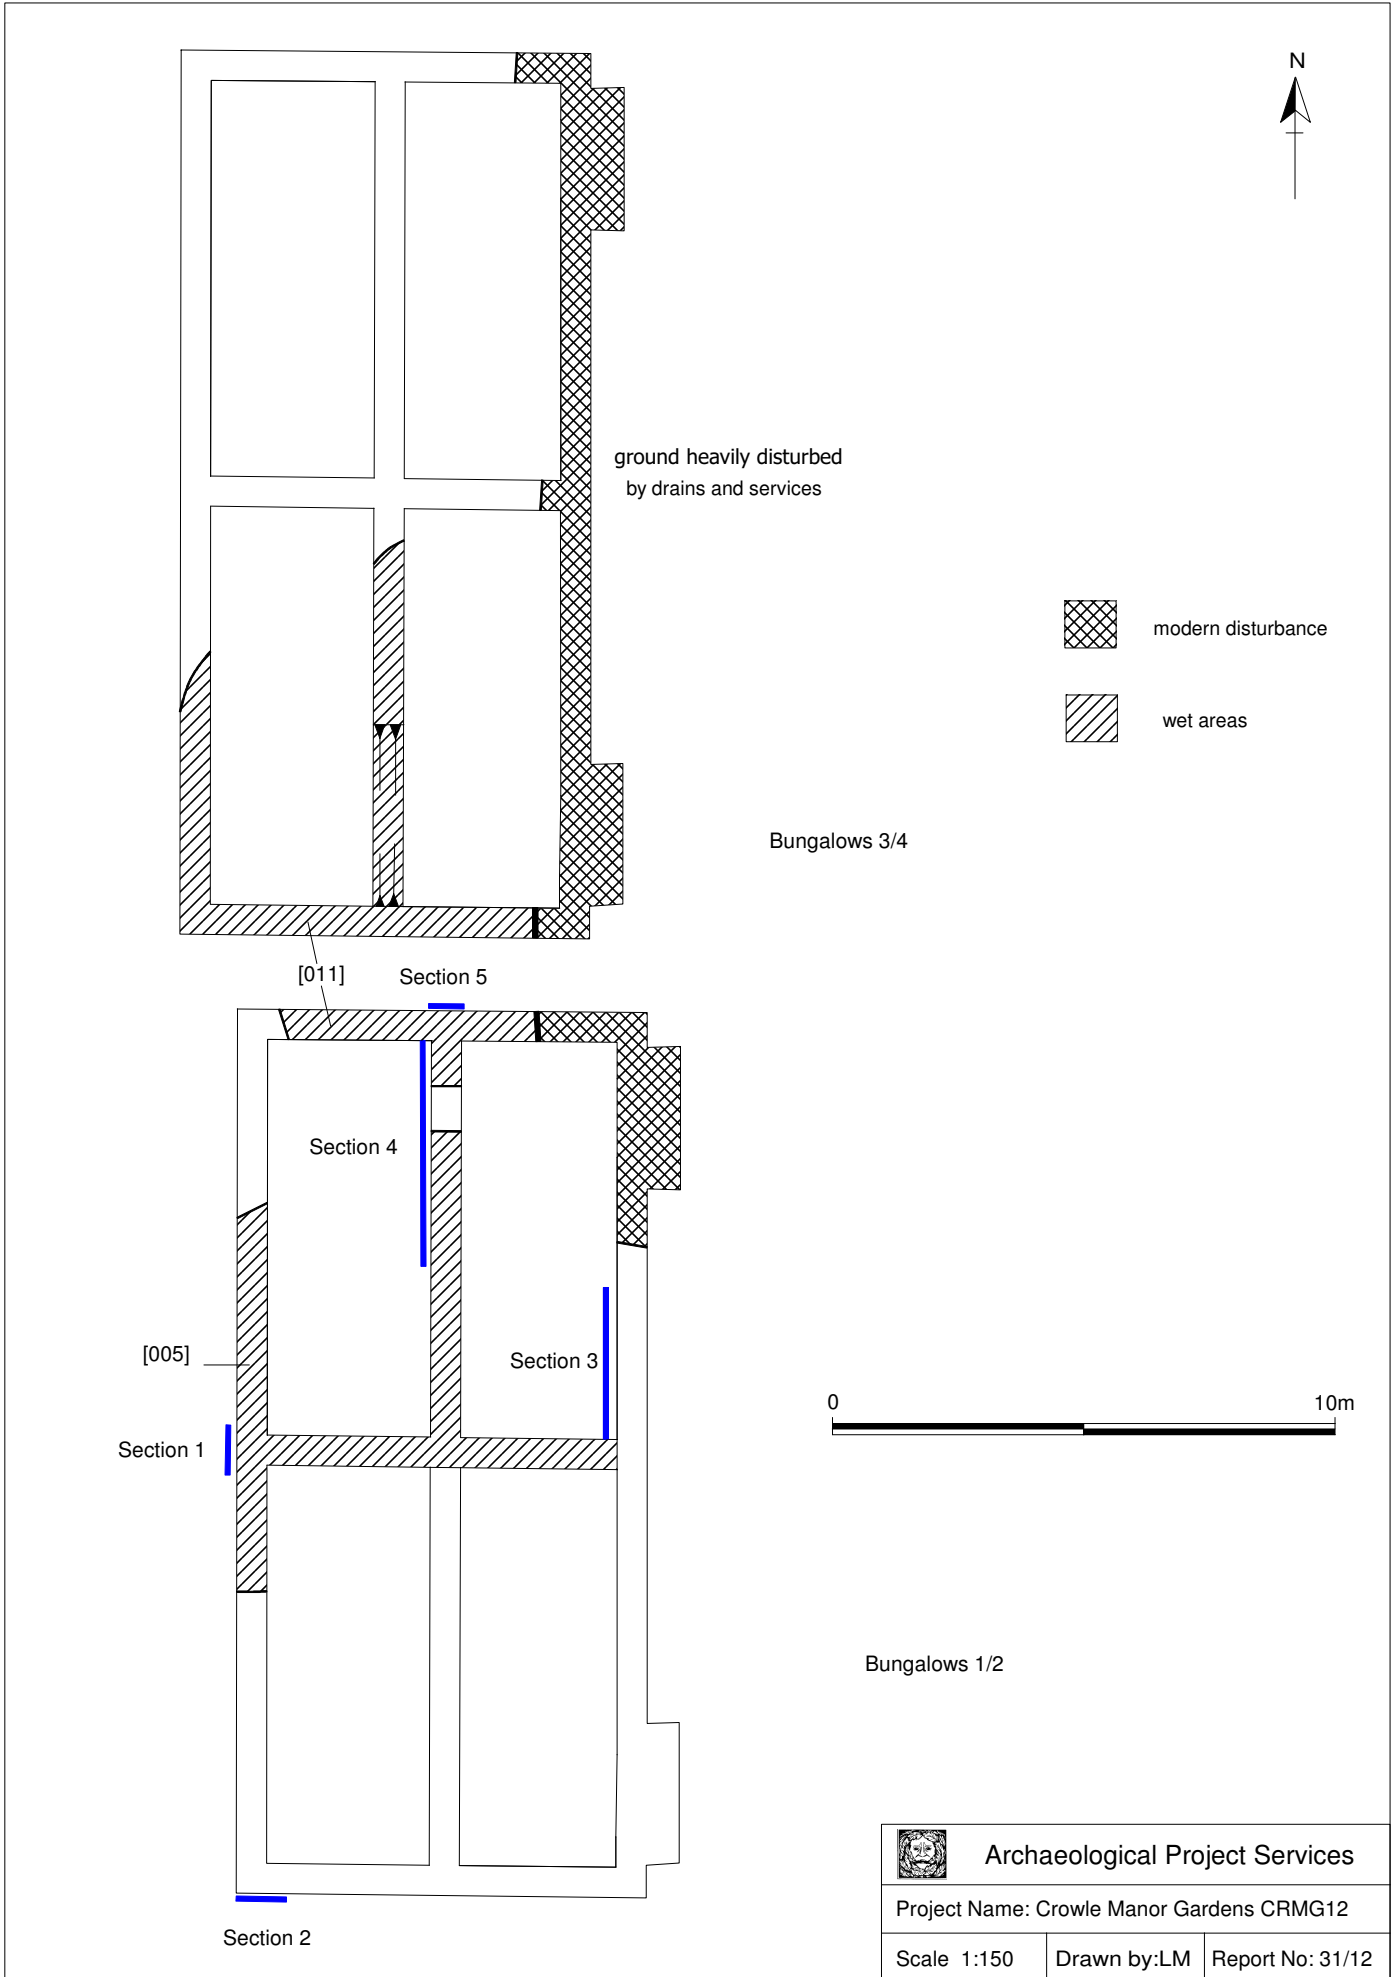 N
ground heavily disturbed
by drains and services
modern disturbance
wet areas
Bungalows 3/4
[011]
Section 5
Section 4
[005]
Section 3
0
10m
Section 1
Bungalows 1/2
Section 2
Archaeological Project Services
Project Name: Crowle Manor Gardens CRMG12
Scale 1:150
Drawn by:LM
Report No: 31/12